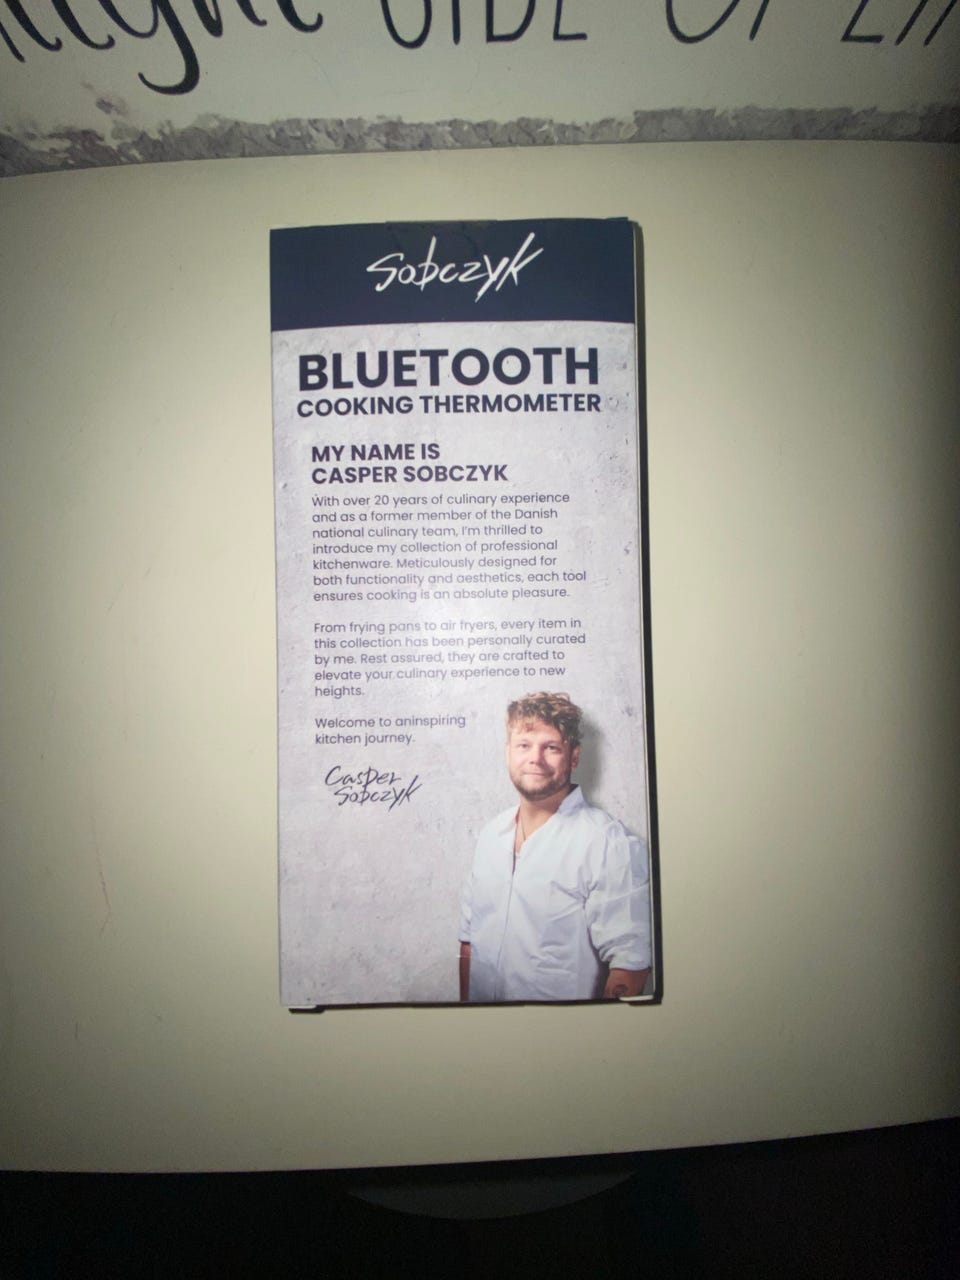 SIDE OF
Sobczyk
BLUETOOTH
COOKING THERMOMETER
MY NAME IS
CASPER SOBCZYK
With over 20 years of culinary experience
and as a former member of the Danish
national culinary team, I'm thrilled to
introduce my collection of professional
kitchenware. Meticulously designed for
both functionality and aesthetics, each tool
ensures cooking is an absolute pleasure.
From frying pans to air fryers, every item in
this collection has been personally curated
by me. Rest assured, they are crafted to
elevate your culinary experience to new
heights.
Welcome to aninspiring
kitchen journey.
Casper
Sobczyk